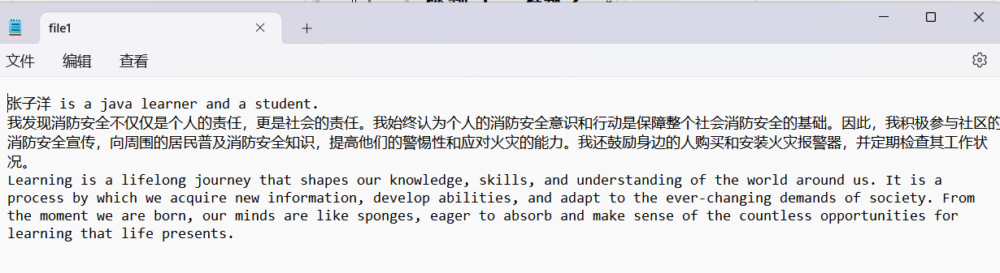 file1
文件 编辑 查看
张子洋 is a java learner and a student.
我发现消防安全不仅仅是个人的责任，更是社会的责任。我始终认为个人的消防安全意识和行动是保障整个社会消防安全的基础。因此，我积极参与社区的
消防安全宣传，向周围的居民普及消防安全知识，提高他们的警惕性和应对火灾的能力。我还鼓励身边的人购买和安装火灾报警器，并定期检查其工作状
况。
Learning is a lifelong journey that shapes our knowledge, skills, and understanding of the world around us. It is a
process by which we acquire new information, develop abilities, and adapt to the ever-changing demands of society. From
the moment we are born, our minds are like sponges, eager to absorb and make sense of the countless opportunities for
learning that life presents.